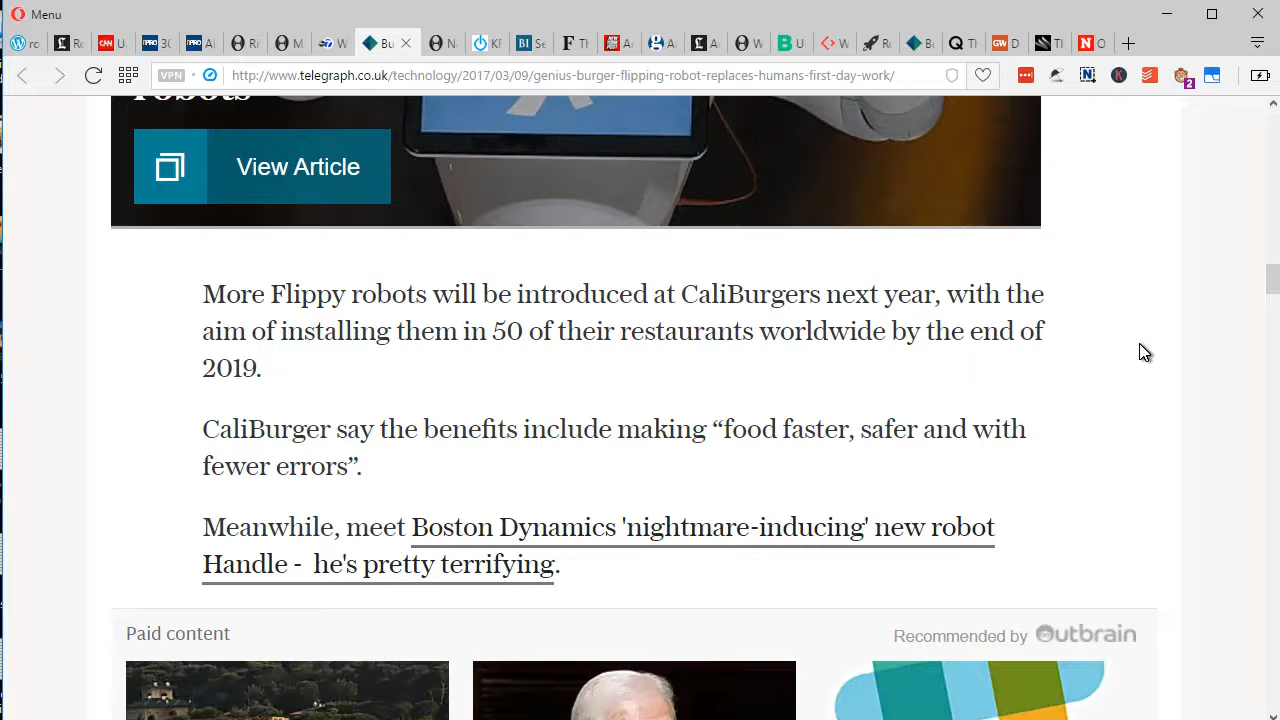 Menu
VPN
http://www.telegraph.co.uk/technology/2017/03/09/genius-burger-flipping-robot-replaces-humans-first-day-work/
2
robots
View Article
More Flippy robots will be introduced at CaliBurgers next year, with the
aim of installing them in 50 of their restaurants worldwide by the end of
2019.
CaliBurger say the benefits include making “food faster, safer and with
fewer errors”.
Meanwhile, meet Boston Dynamics 'nightmare-inducing' new robot
Handle - he's pretty terrifying.
Paid content
Recommended by Outbrain